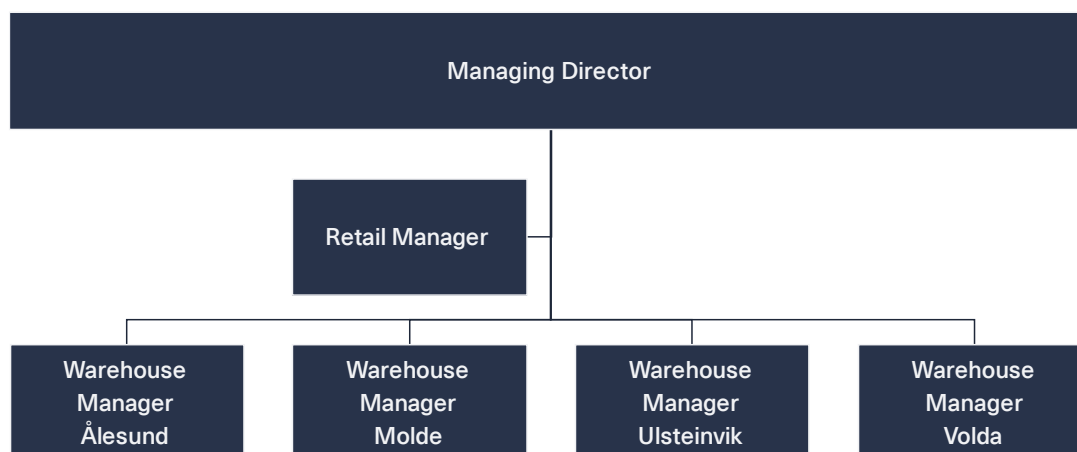 Managing Director
Retail Manager
Warehouse
Manager
Ålesund
Warehouse
Manager
Molde
Warehouse
Manager
Ulsteinvik
Warehouse
Manager
Volda